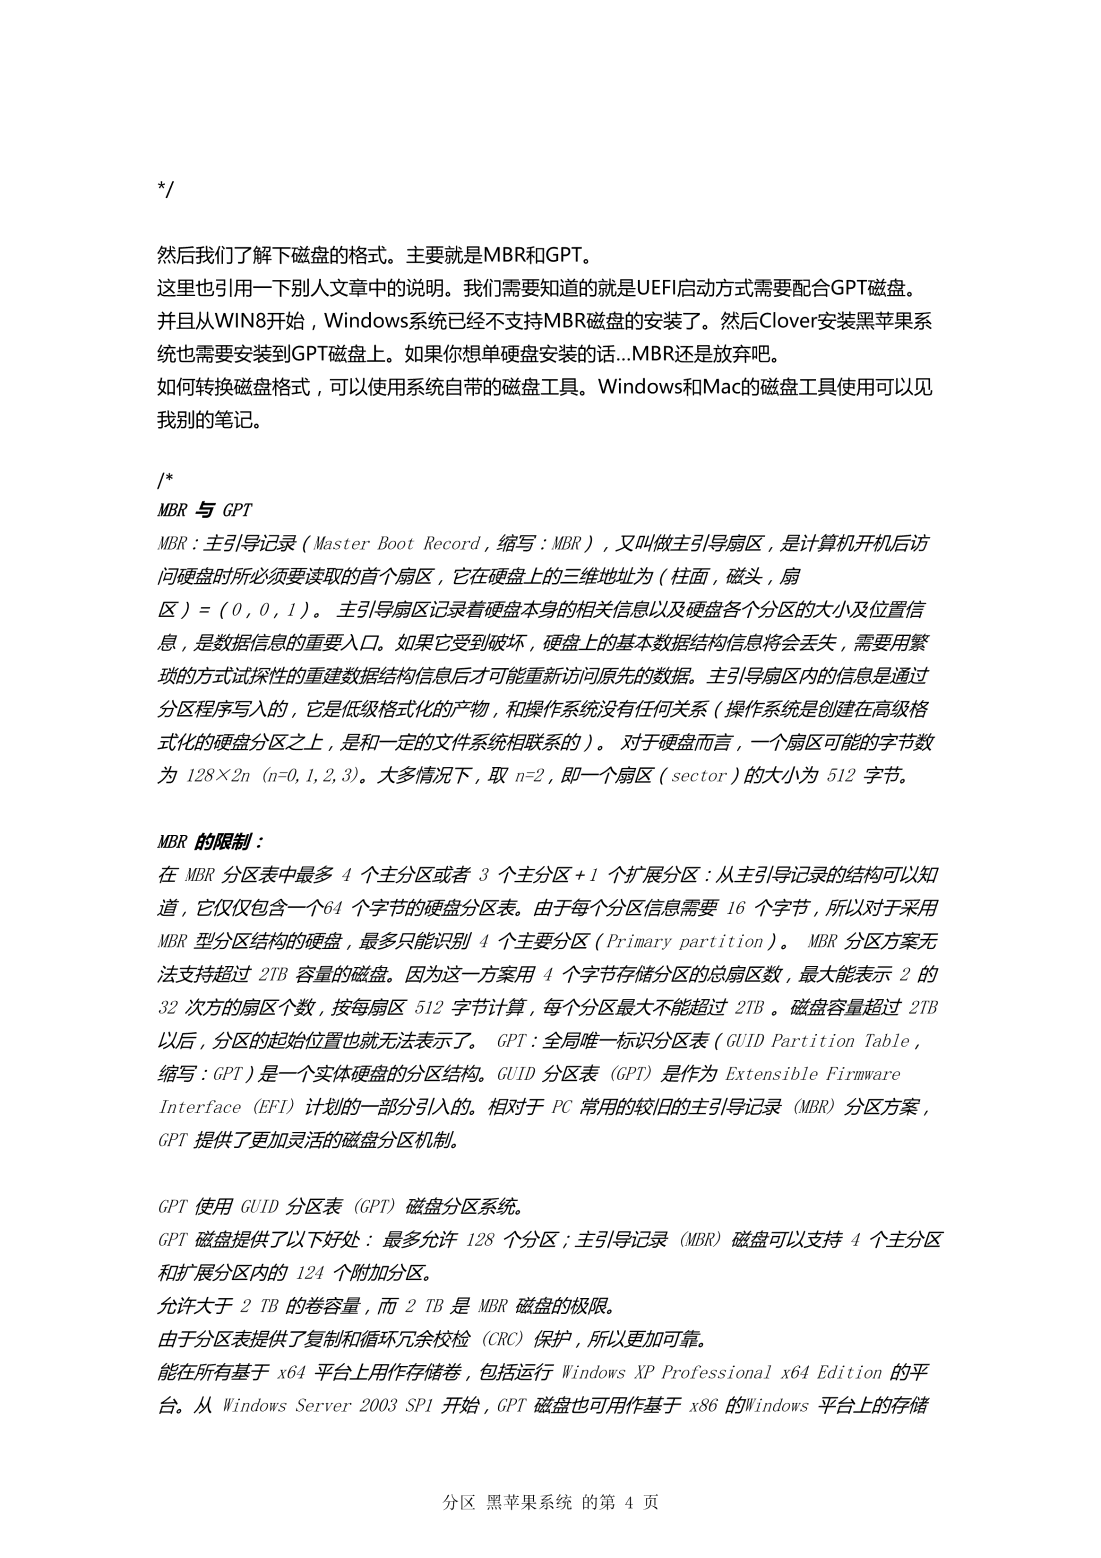 */
然后我们了解下磁盘的格式。主要就是MBR和GPT。
这里也引用一下别人文章中的说明。我们需要知道的就是UEFI启动方式需要配合GPT磁盘。
并且从WIN8开始，Windows系统已经不支持MBR磁盘的安装了。然后Clover安装黑苹果系
统也需要安装到GPT磁盘上。如果你想单硬盘安装的话...MBR还是放弃吧。
如何转换磁盘格式，可以使用系统自带的磁盘工具。Windows和Mac的磁盘工具使用可以见
我别的笔记。
/*
MBR 与 GPT
MBR：主引导记录（Master Boot Record，缩写：MBR），又叫做主引导扇区，是计算机开机后访
问硬盘时所必须要读取的首个扇区，它在硬盘上的三维地址为（柱面，磁头，扇
区）＝（0，0，1）。 主引导扇区记录着硬盘本身的相关信息以及硬盘各个分区的大小及位置信
息，是数据信息的重要入口。如果它受到破坏，硬盘上的基本数据结构信息将会丢失，需要用繁
琐的方式试探性的重建数据结构信息后才可能重新访问原先的数据。主引导扇区内的信息是通过
分区程序写入的，它是低级格式化的产物，和操作系统没有任何关系（操作系统是创建在高级格
式化的硬盘分区之上，是和一定的文件系统相联系的）。 对于硬盘而言，一个扇区可能的字节数
为 128×2n (n=0,1,2,3)。大多情况下，取 n=2，即一个扇区（sector）的大小为 512 字节。
MBR 的限制：
在 MBR 分区表中最多 4 个主分区或者 3 个主分区＋1 个扩展分区：从主引导记录的结构可以知
道，它仅仅包含一个64 个字节的硬盘分区表。由于每个分区信息需要 16 个字节，所以对于采用
MBR 型分区结构的硬盘，最多只能识别 4 个主要分区（Primary partition）。 MBR 分区方案无
法支持超过 2TB 容量的磁盘。因为这一方案用 4 个字节存储分区的总扇区数，最大能表示 2 的
32 次方的扇区个数，按每扇区 512 字节计算，每个分区最大不能超过 2TB 。磁盘容量超过 2TB
以后，分区的起始位置也就无法表示了。 GPT：全局唯一标识分区表（GUID Partition Table，
缩写：GPT）是一个实体硬盘的分区结构。GUID 分区表 (GPT) 是作为 Extensible Firmware
Interface (EFI) 计划的一部分引入的。相对于 PC 常用的较旧的主引导记录 (MBR) 分区方案，
GPT 提供了更加灵活的磁盘分区机制。
GPT 使用 GUID 分区表 (GPT) 磁盘分区系统。
GPT 磁盘提供了以下好处： 最多允许 128 个分区；主引导记录 (MBR) 磁盘可以支持 4 个主分区
和扩展分区内的 124 个附加分区。
允许大于 2 TB 的卷容量，而 2 TB 是 MBR 磁盘的极限。
由于分区表提供了复制和循环冗余校检 (CRC) 保护，所以更加可靠。
能在所有基于 x64 平台上用作存储卷，包括运行 Windows XP Professional x64 Edition 的平
台。从 Windows Server 2003 SP1 开始，GPT 磁盘也可用作基于 x86 的Windows 平台上的存储
分区 黑苹果系统 的第 4 页